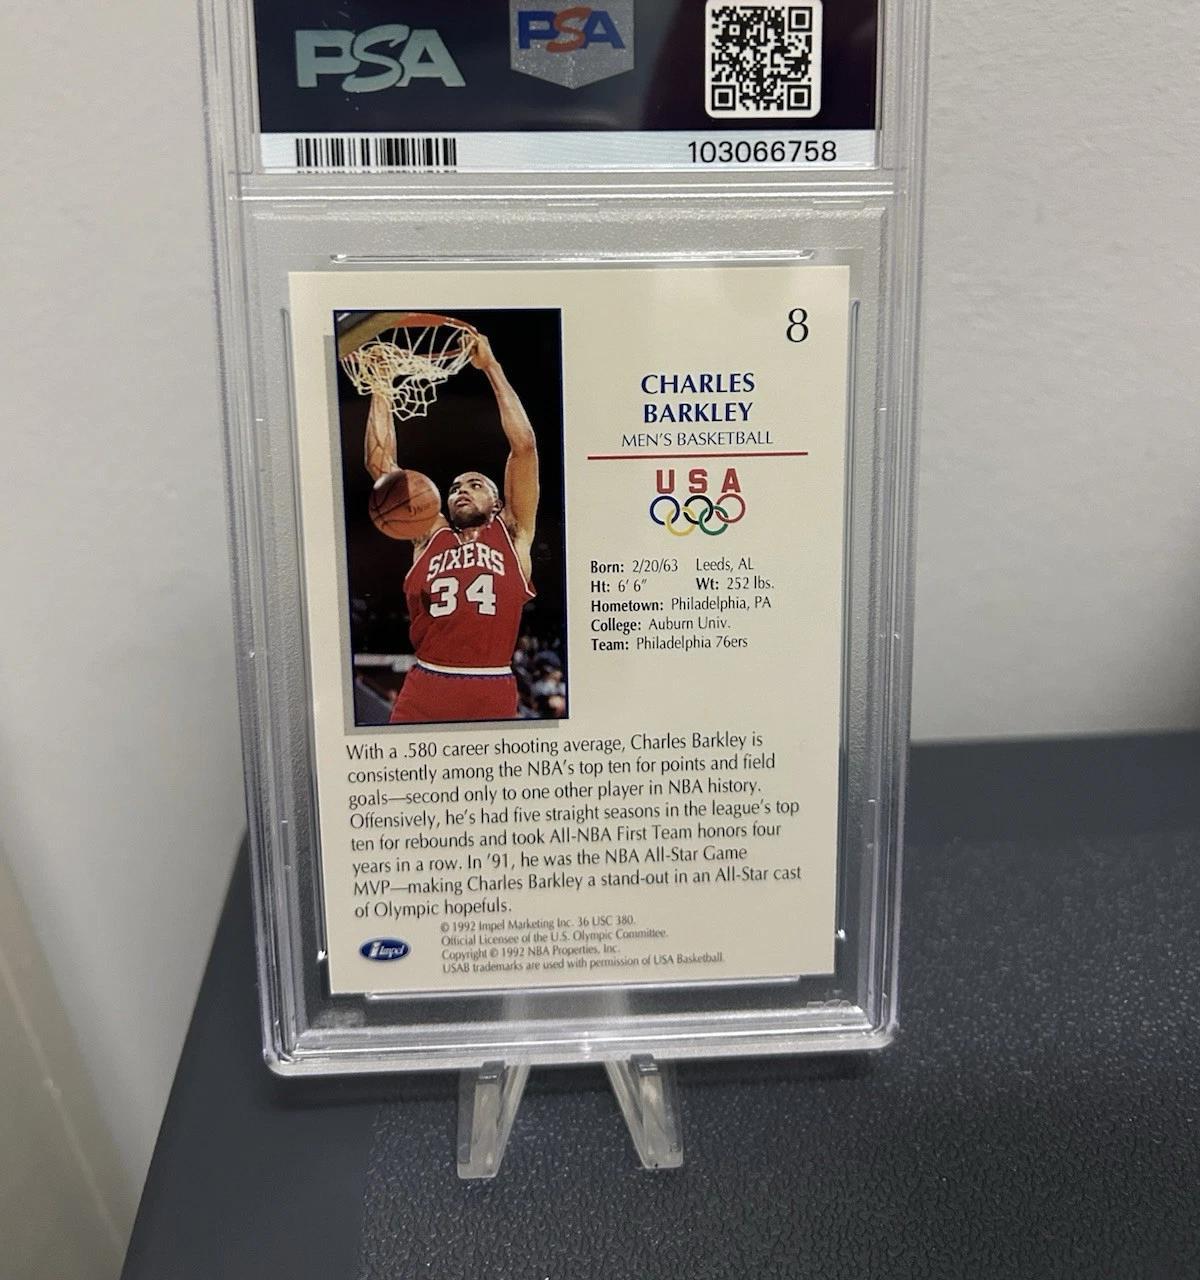 PSA
PSA
103066758
8
CHARLES
BARKLEY
MEN'S BASKETBALL
USA
Born: 2/20/63 Leeds, AL
Ht: 6' 6" Wt: 252 lbs.
Hometown: Philadelphia, PA
College: Auburn Univ.
Team: Philadelphia 76ers
SIXERS
34
With a .580 career shooting average, Charles Barkley is
consistently among the NBA's top ten for points and field
goals—second only to one other player in NBA history.
Offensively, he's had five straight seasons in the league's top
ten for rebounds and took All-NBA First Team honors four
years in a row. In '91, he was the NBA All-Star Game
MVP—making Charles Barkley a stand-out in an All-Star cast
of Olympic hopefuls.
Impel
© 1992 Impel Marketing Inc. 36 USC 380.
Official Licensee of the U.S. Olympic Committee.
Copyright © 1992 NBA Properties, Inc.
USAB trademarks are used with permission of USA Basketball.